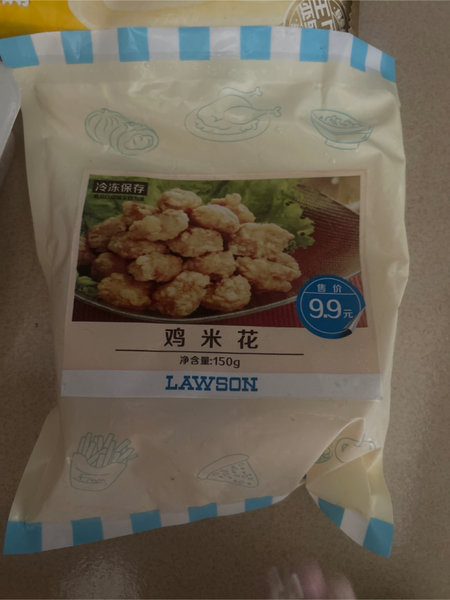 冷冻保存
售价
9.9元
鸡米花
净含量:150g
LAWSON